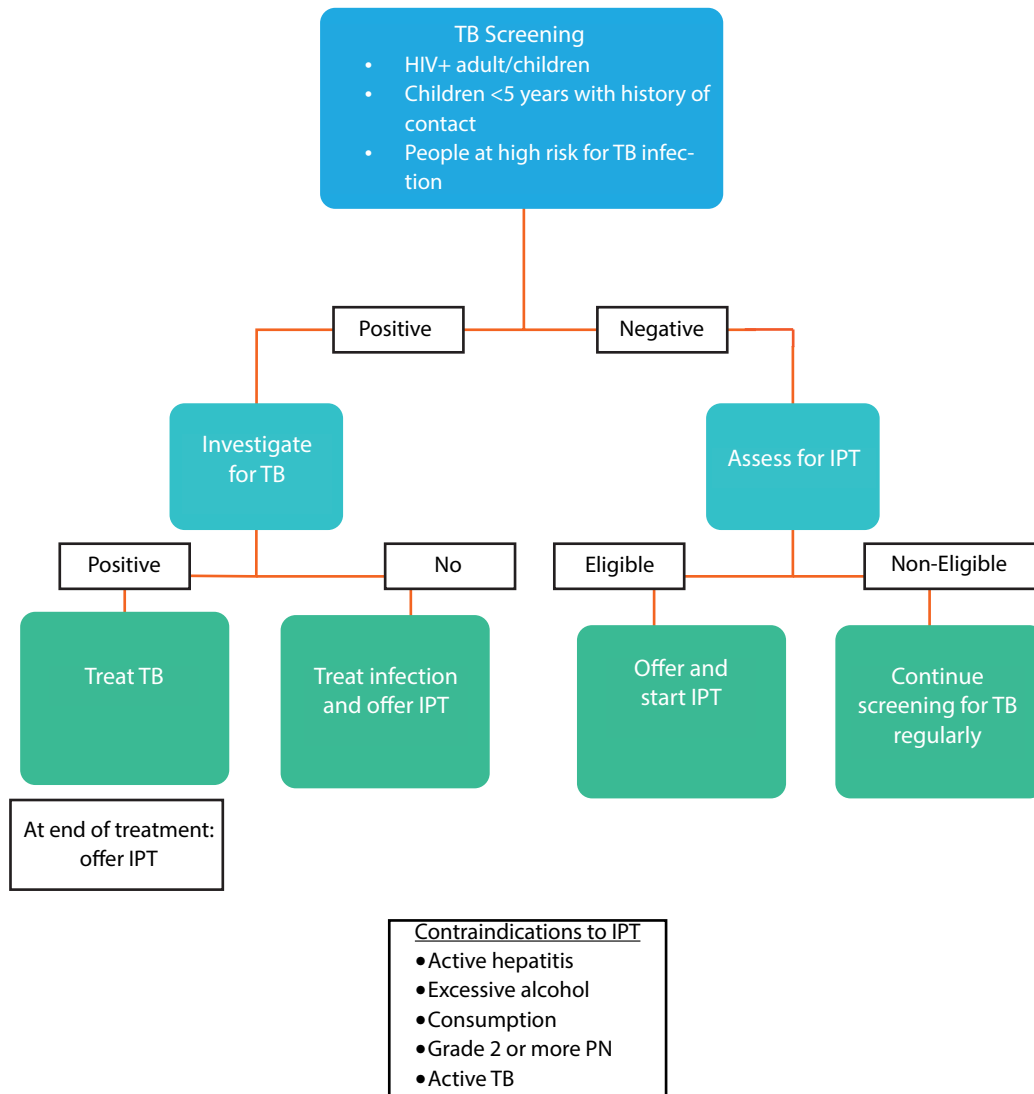 TB Screening
• HIV+ adult/children
• Children <5 years with history of
contact
• People at high risk for TB infec-
tion
Positive
Negative
Investigate
for TB
Assess for IPT
Positive
No
Eligible
Non-Eligible
Treat TB
Treat infection
and offer IPT
Offer and
start IPT
Continue
screening for TB
regularly
At end of treatment:
offer IPT
Contraindications to IPT
•Active hepatitis
•Excessive alcohol
•Consumption
•Grade 2 or more PN
•Active TB